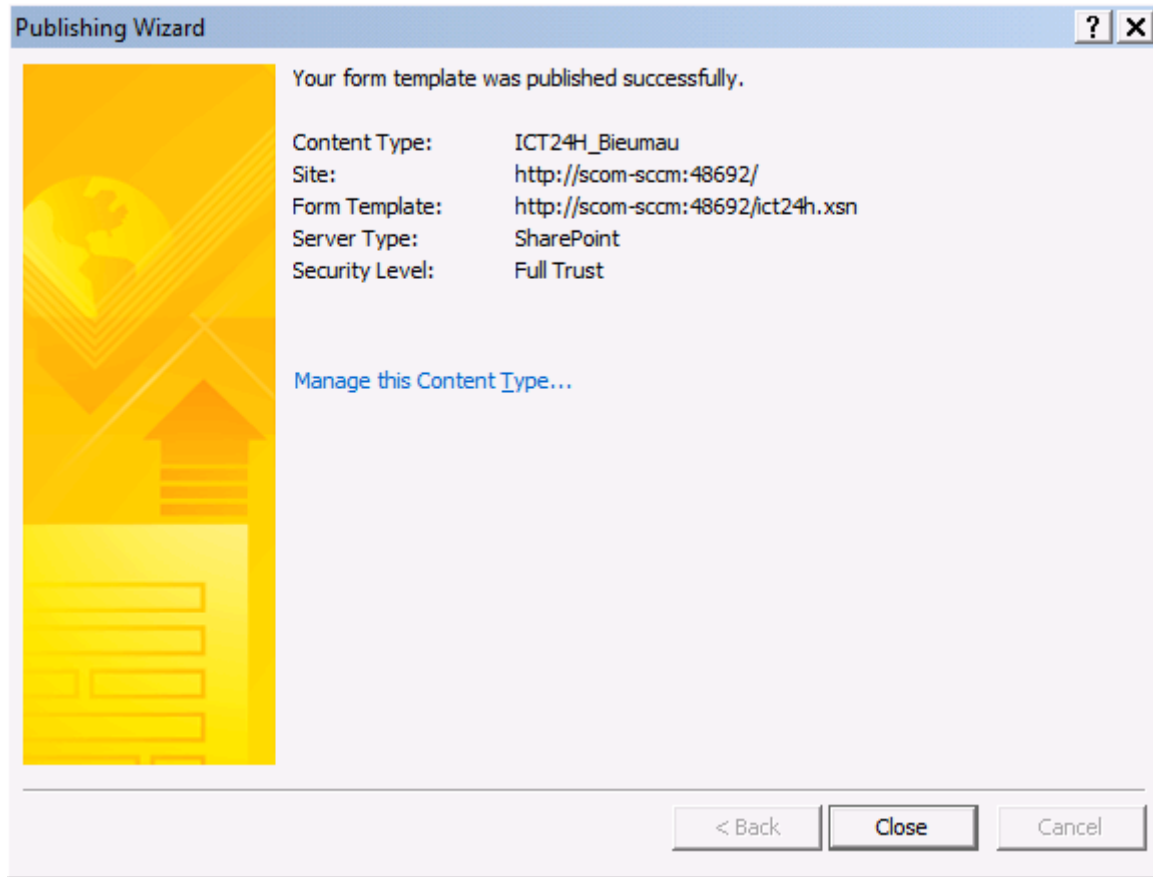 Publishing Wizard
Your form template was published successfully.
Content Type: ICT24H_Bieumau
Site: http://scom-sccm:48692/
Form Template: http://scom-sccm:48692/ict24h.xsn
Server Type: SharePoint
Security Level: Full Trust
Manage this Content Type...
< Back Close Cancel